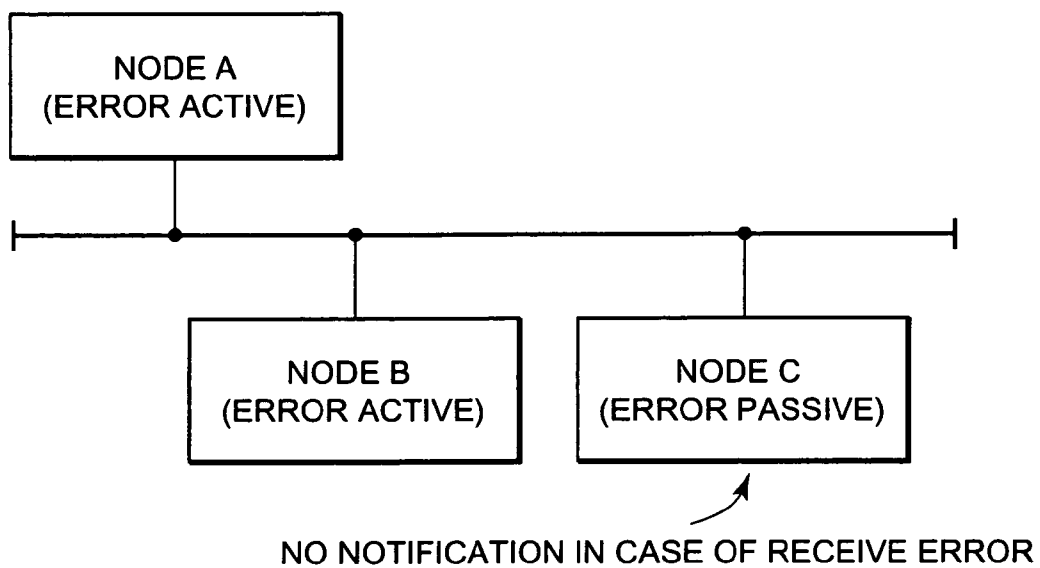 NODE A
(ERROR ACTIVE)
NODE B
(ERROR ACTIVE)
NODE C
(ERROR PASSIVE)
NO NOTIFICATION IN CASE OF RECEIVE ERROR